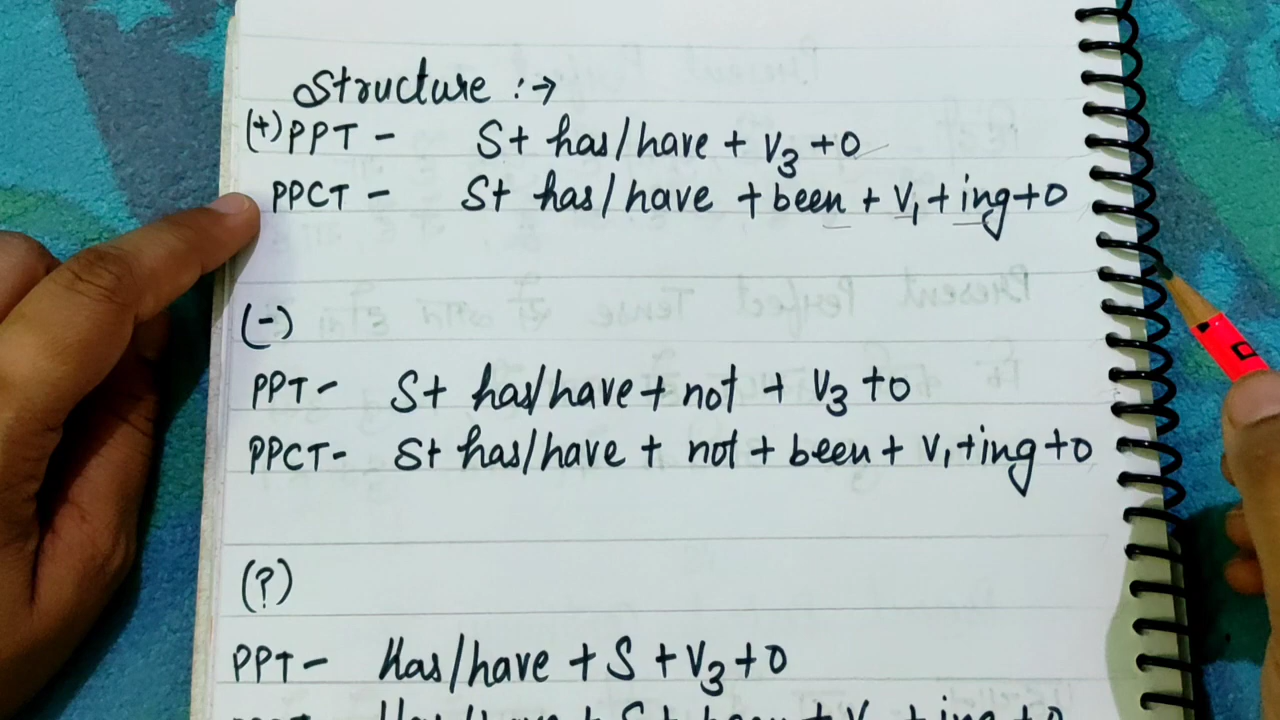 Structure :→
(+) PPT - S+ has/have + V₃ +O
PPCT - S+ has/have + been + V₁ + ing + O
(-)
PPT - S+ has/have + not + V₃ +O
PPCT- S+ has/have + not + been + V₁ +ing +O
(?)
PPT - Has/have + S + V₃ + O